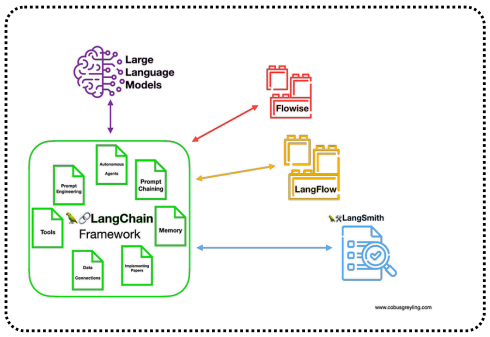 Large
Language
Models
Flowise
Autonomous
Agents
Prompt
Chaining
Prompt
Engineering
LangFlow
LangChain
Framework
Tools
Memory
LangSmith
Data
Connections
Implementing
Papers
www.cobusgreyling.com